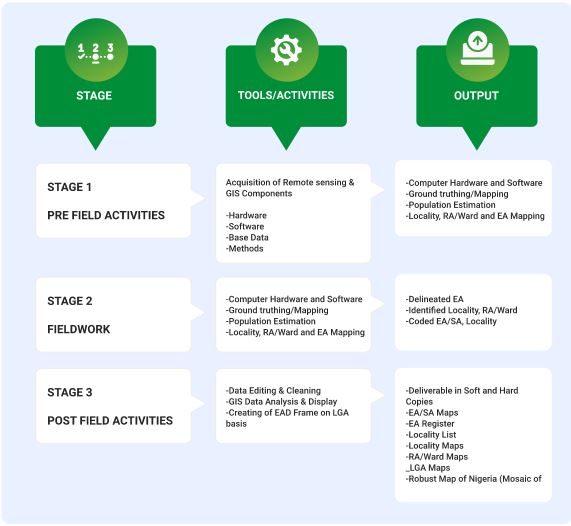 1 2 3
STAGE
TOOLS/ACTIVITIES
OUTPUT
STAGE 1
PRE FIELD ACTIVITIES
Acquisition of Remote sensing &
GIS Components
-Hardware
-Software
-Base Data
-Methods
-Computer Hardware and Software
-Ground truthing/Mapping
-Population Estimation
-Locality, RA/Ward and EA Mapping
STAGE 2
FIELDWORK
-Computer Hardware and Software
-Ground truthing/Mapping
-Population Estimation
-Locality, RA/Ward and EA Mapping
-Delineated EA
-Identified Locality, RA/Ward
-Coded EA/SA, Locality
STAGE 3
POST FIELD ACTIVITIES
-Data Editing & Cleaning
-GIS Data Analysis & Display
-Creating of EAD Frame on LGA
basis
-Deliverable in Soft and Hard
Copies
-EA/SA Maps
-EA Register
-Locality List
-Locality Maps
-RA/Ward Maps
_LGA Maps
-Robust Map of Nigeria (Mosaic of